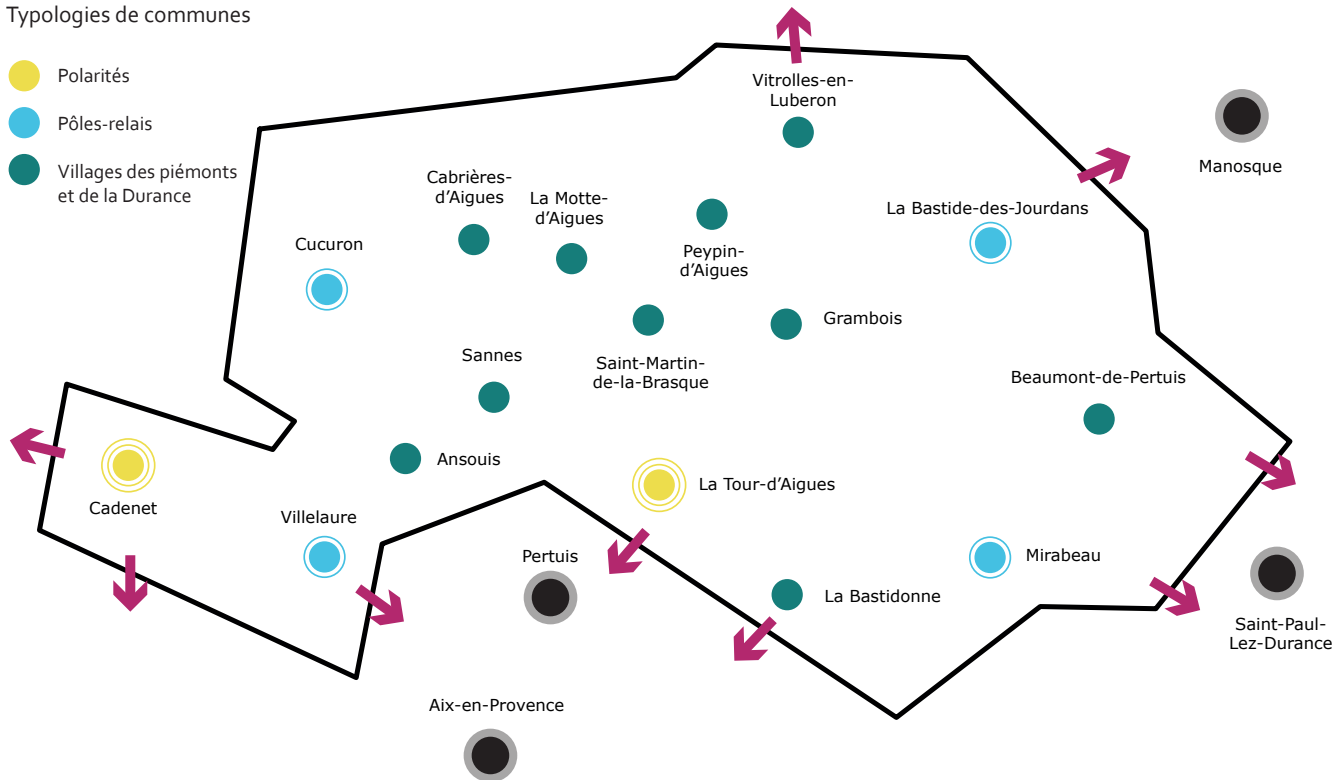 Typologies de communes
Polarités
Pôles-relais
Villages des piémonts
et de la Durance
Vitrolles-en-
Luberon
Manosque
Cabrières-
d'Aigues
La Motte-
d'Aigues
La Bastide-des-Jourdans
Cucuron
Peypin-
d'Aigues
Grambois
Sannes
Saint-Martin-
de-la-Brasque
Beaumont-de-Pertuis
Ansouis
La Tour-d'Aigues
Cadenet
Villelaure
Pertuis
Mirabeau
La Bastidonne
Saint-Paul-
Lez-Durance
Aix-en-Provence